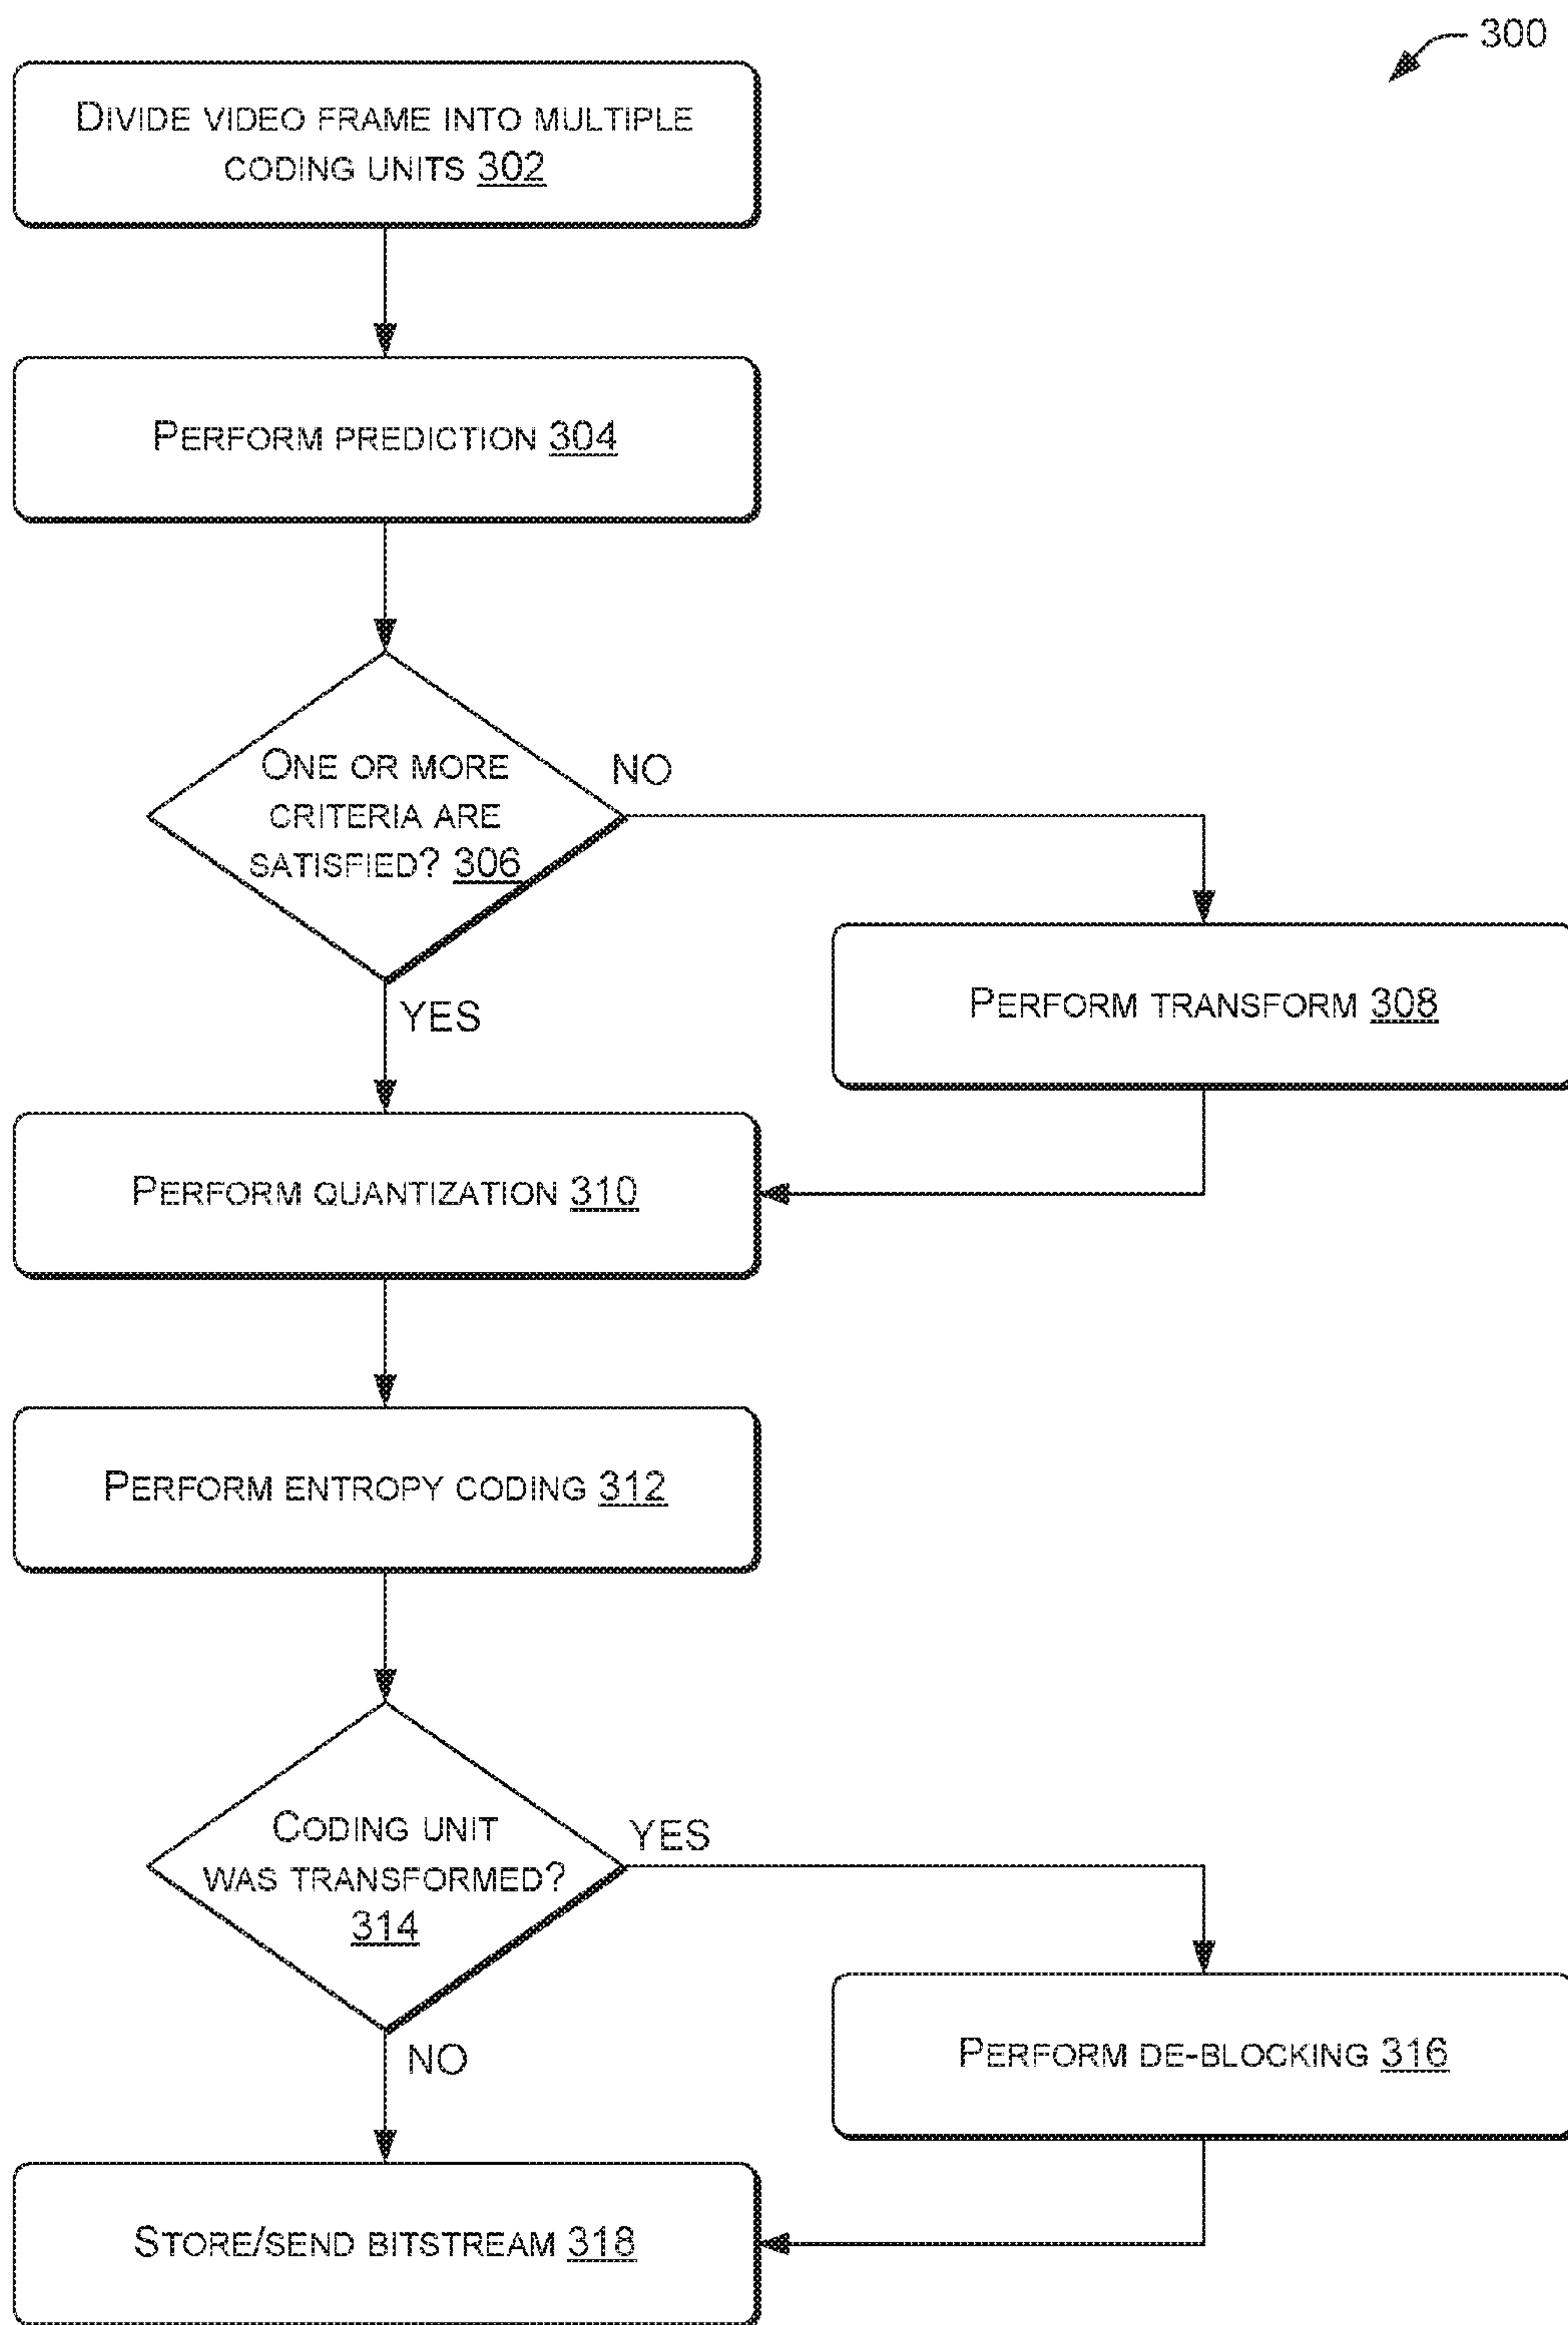 300
DIVIDE VIDEO FRAME INTO MULTIPLE
CODING UNITS 302
PERFORM PREDICTION 304
ONE OR MORE
CRITERIA ARE
SATISFIED? 306
NO
YES
PERFORM TRANSFORM 308
PERFORM QUANTIZATION 310
PERFORM ENTROPY CODING 312
CODING UNIT
WAS TRANSFORMED?
314
YES
NO
PERFORM DE-BLOCKING 316
STORE/SEND BITSTREAM 318